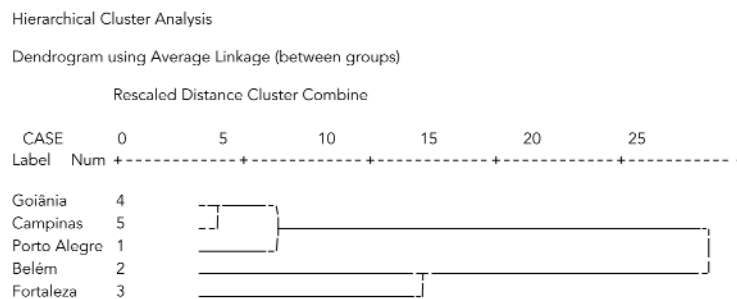 Hierarchical Cluster Analysis
Dendrogram using Average Linkage (between groups)
Rescaled Distance Cluster Combine
CASE 0 5 10 15 20 25
Label Num +---------+---------+---------+---------+---------
Goiânia 4
Campinas 5
Porto Alegre 1
Belém 2
Fortaleza 3